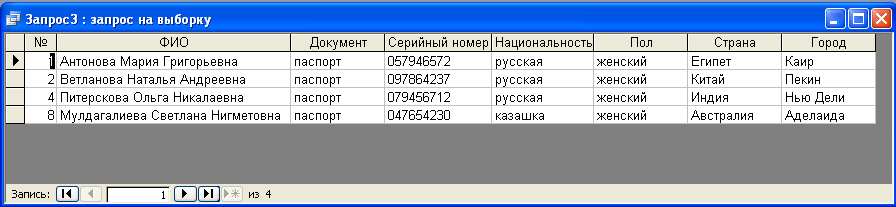 Запрос3 : запрос на выборку
№ ФИО Документ Серийный номер Национальность Пол Страна Город
1 Антонова Мария Григорьевна паспорт 057946572 русская женский Египет Каир
2 Ветланова Наталья Андреевна паспорт 097864237 русская женский Китай Пекин
4 Питерскова Ольга Никалаевна паспорт 079456712 русская женский Индия Нью Дели
8 Мулдагалиева Светлана Нигметовна паспорт 047654230 казашка женский Австралия Аделаида
Запись: 1 из 4